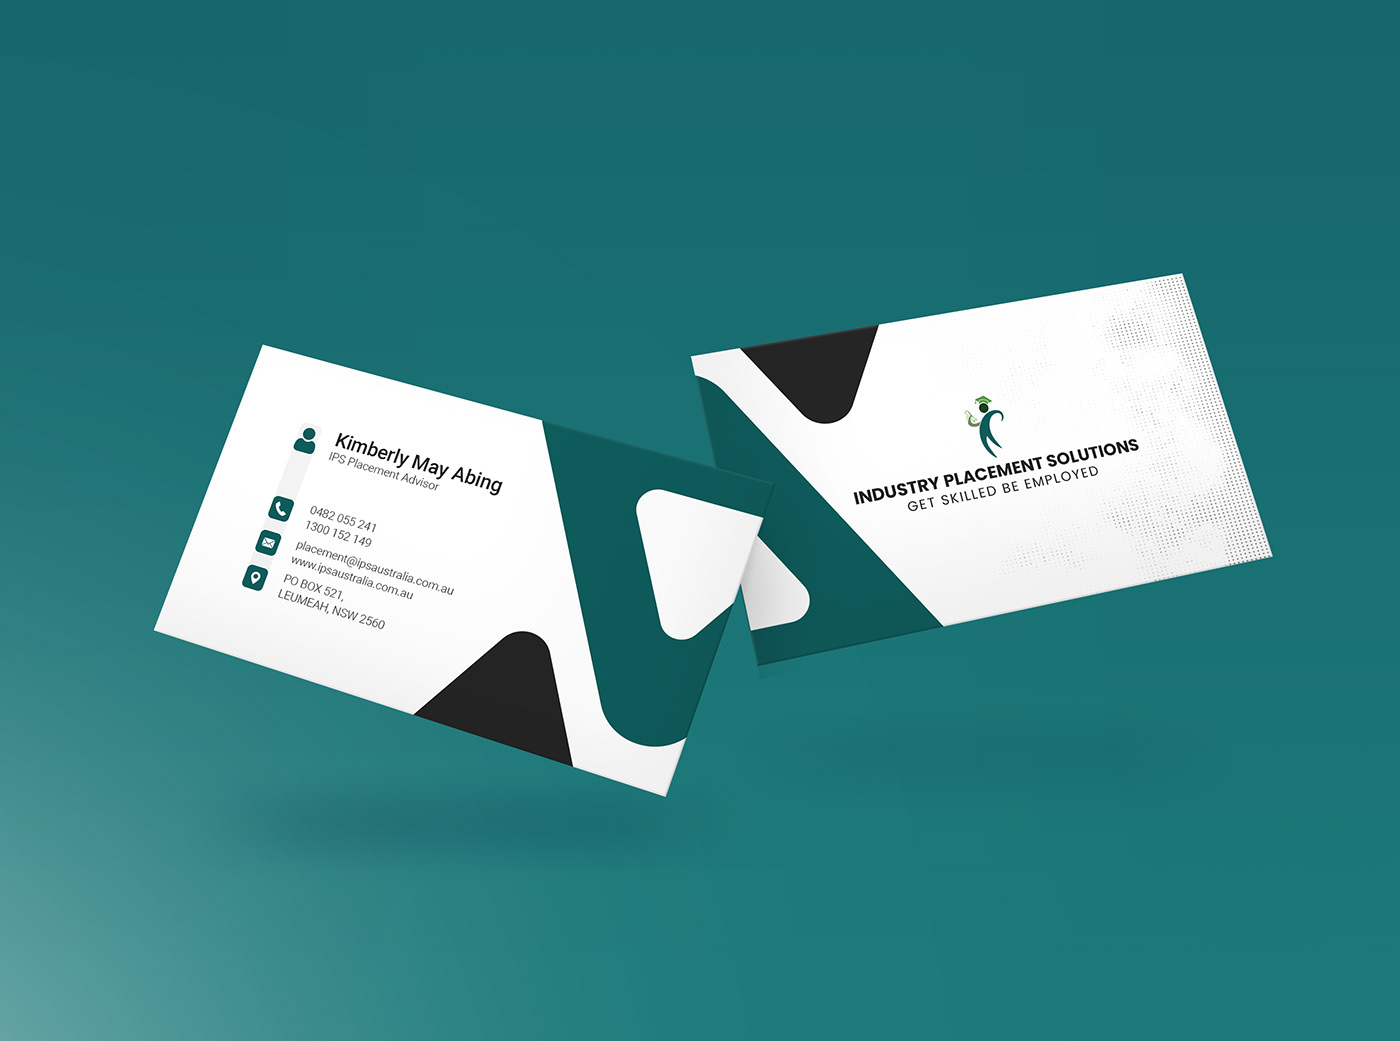 Kimberly May Abing
IPS Placement Advisor
0482 055 241
1300 152 149
placement@ipsaustralia.com.au
www.ipsaustralia.com.au
PO BOX 521,
LEUMEAH, NSW 2560
INDUSTRY PLACEMENT SOLUTIONS
GET SKILLED BE EMPLOYED